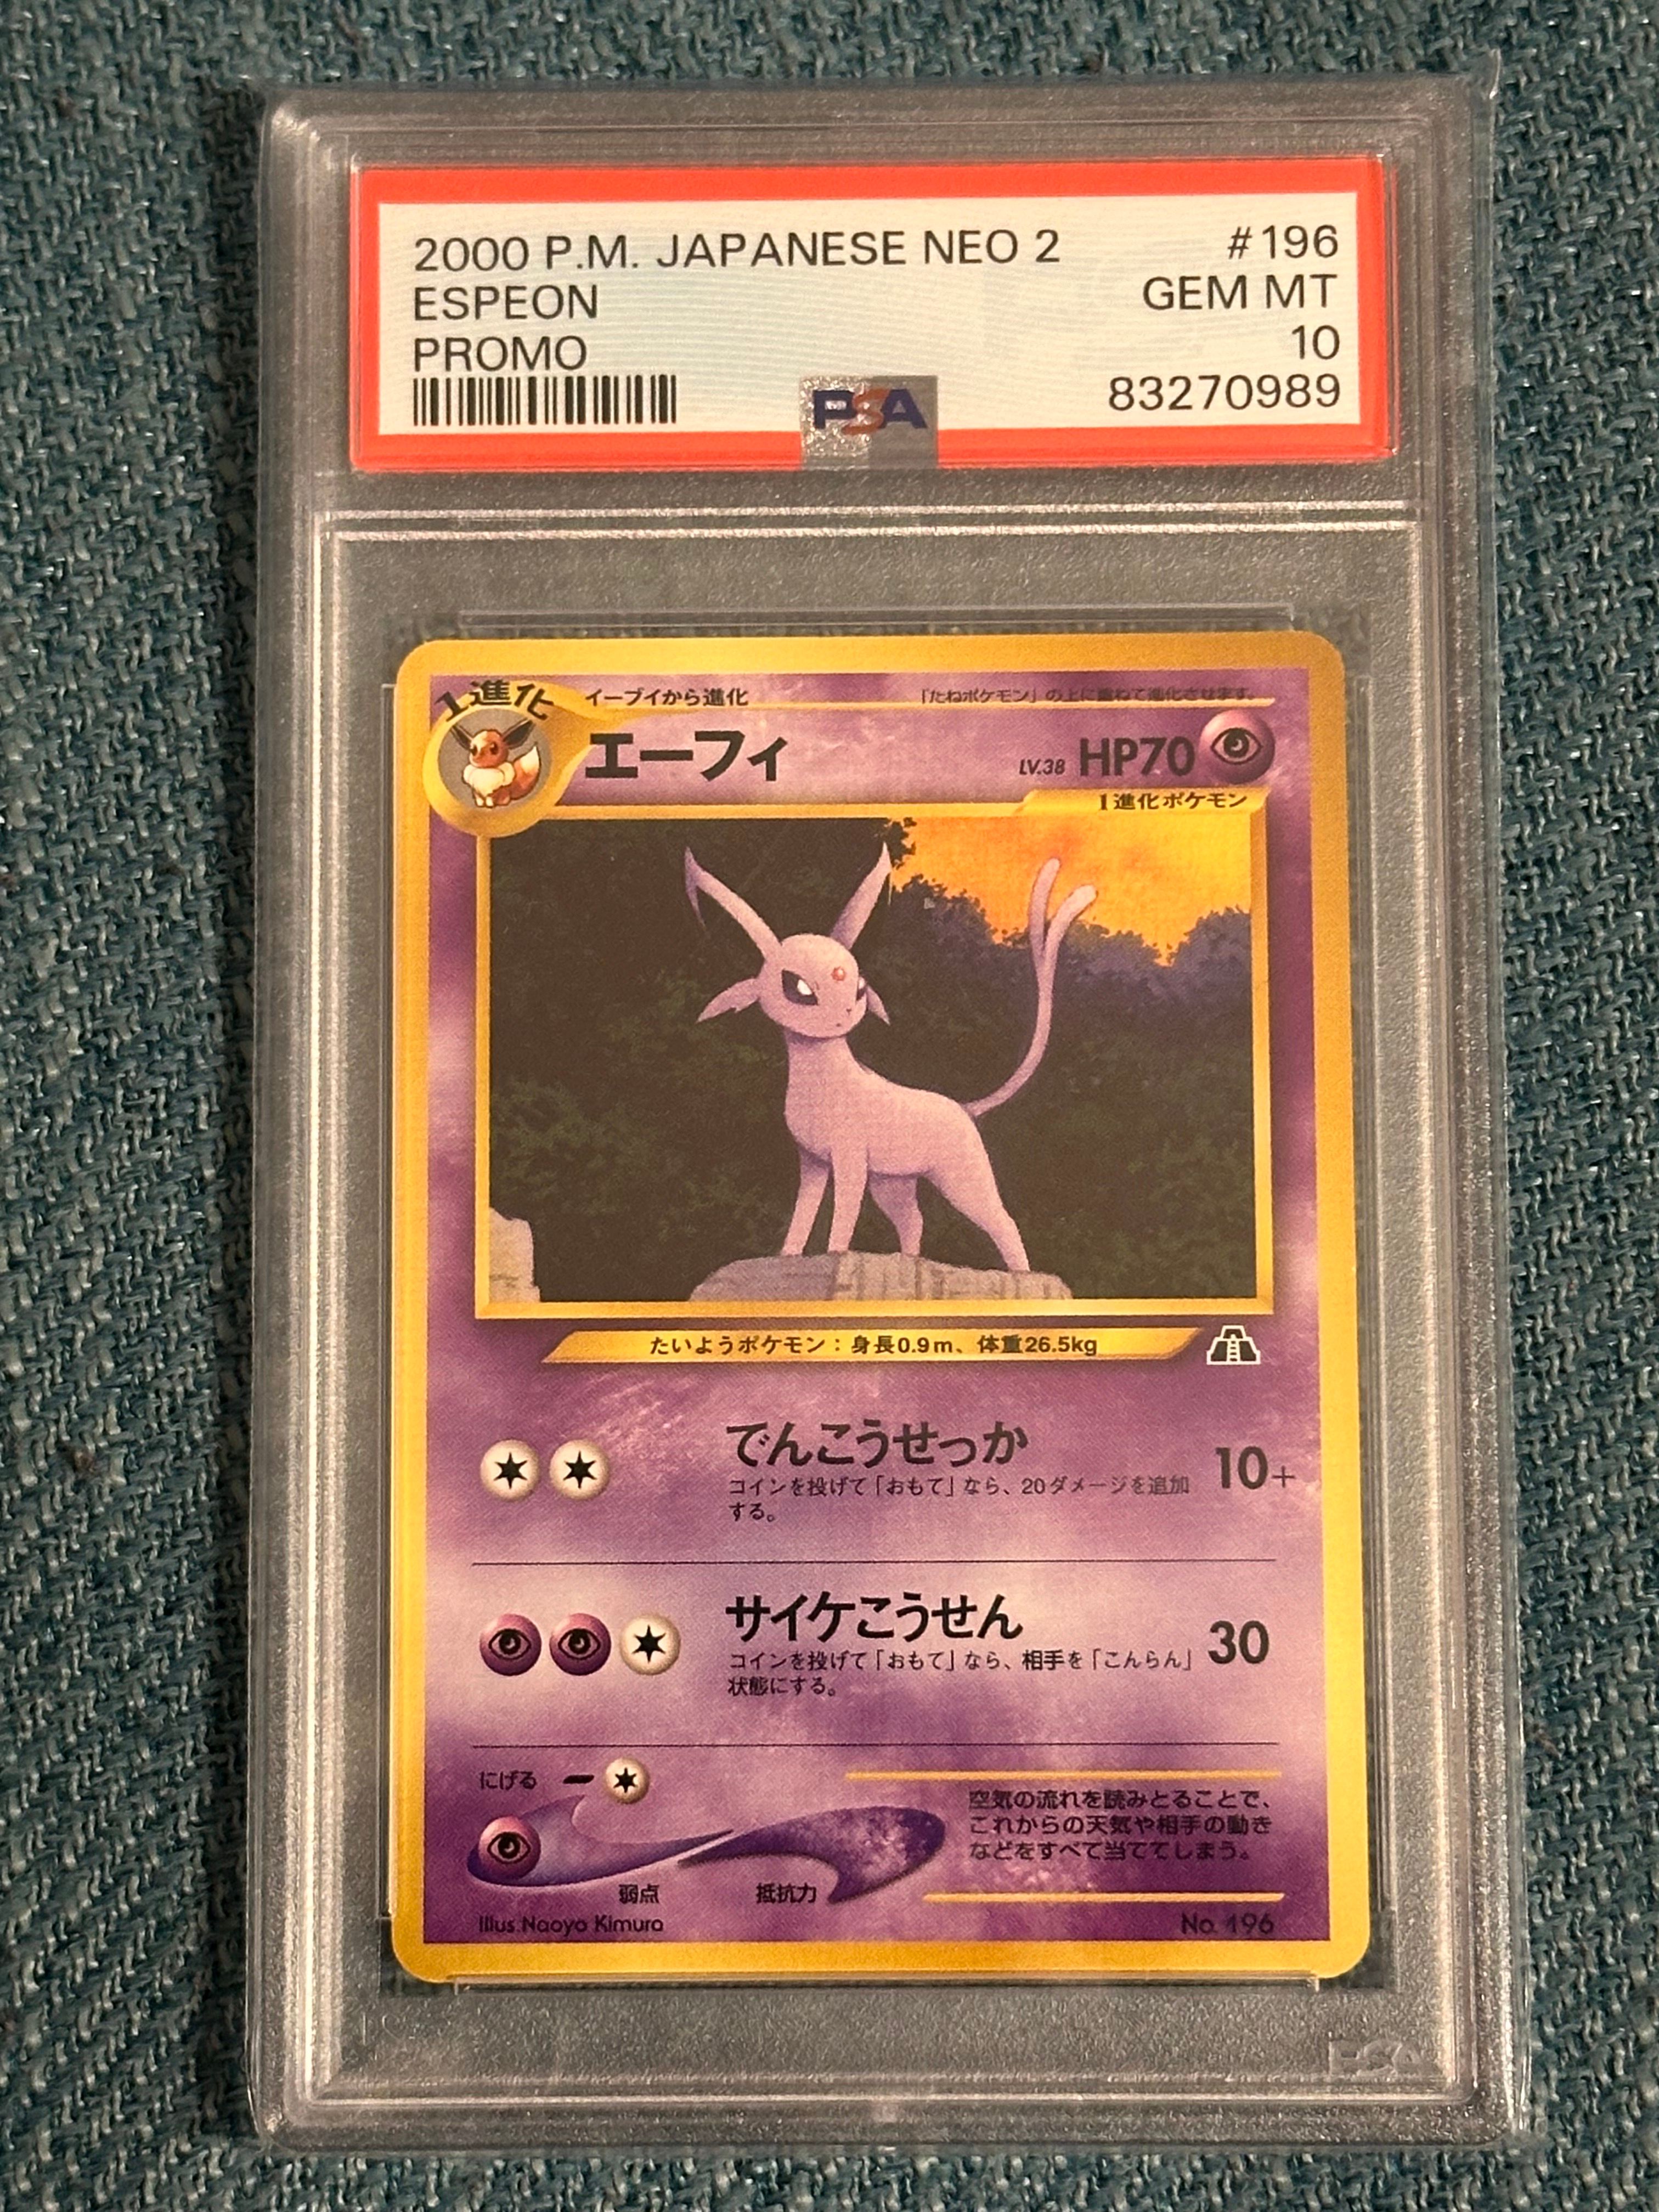 2000 P.M. JAPANESE NEO 2 #196
ESPEON GEM MT
PROMO 10
PSA 83270989
1進化 イーブイから進化 「たねポケモン」の上に重ねて進化させます。
エーフィ LV.38 HP70
1進化ポケモン
たいようポケモン：身長0.9m、体重26.5kg
でんこうせっか 10+
コインを投げて「おもて」なら、20ダメージを追加
する。
サイケこうせん 30
コインを投げて「おもて」なら、相手を「こんらん」
状態にする。
にげる
空気の流れを読みとることで、
これからの天気や相手の動き
などをすべて当ててしまう。
弱点 抵抗力
Illus.Naoyo Kimura No.196
PSA